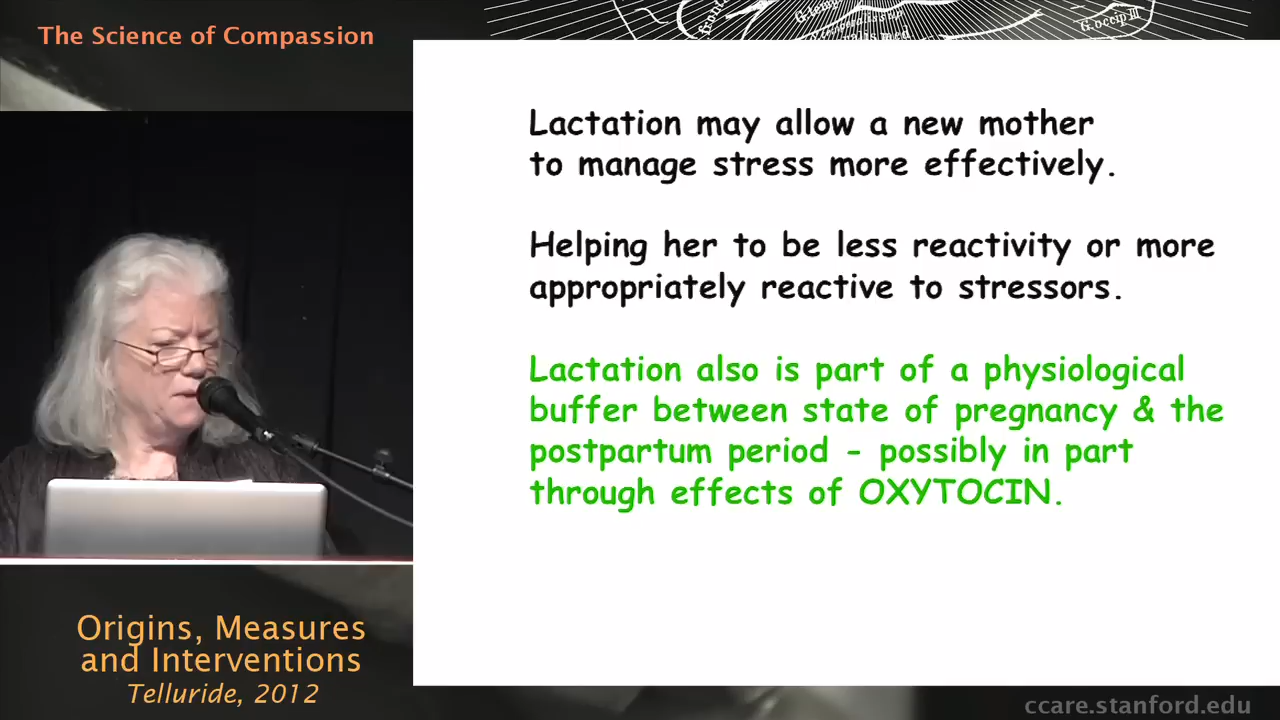 The Science of Compassion
G.occip III
Lactation may allow a new mother
to manage stress more effectively.
Helping her to be less reactivity or more
appropriately reactive to stressors.
Lactation also is part of a physiological
buffer between state of pregnancy & the
postpartum period - possibly in part
through effects of OXYTOCIN.
Origins, Measures
and Interventions
Telluride, 2012
ccare.stanford.edu